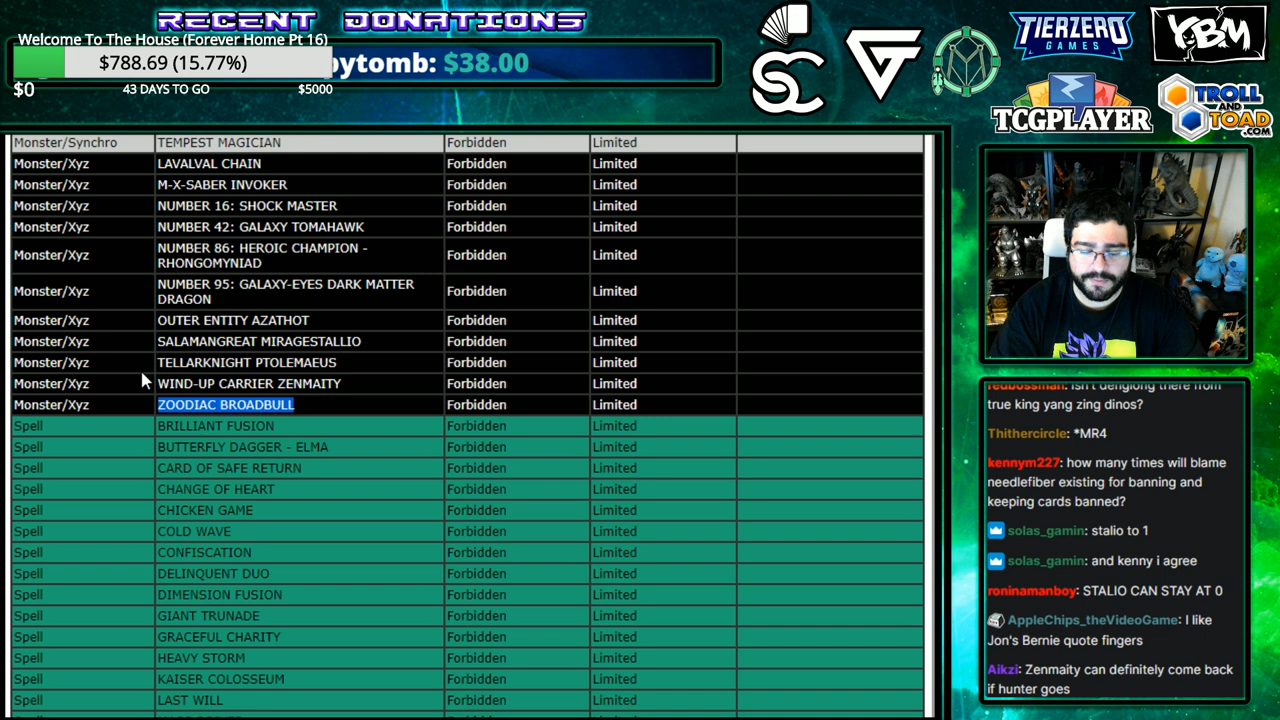 RECENT DONATIONS
Welcome To The House (Forever Home Pt 16)
$788.69 (15.77%)
pytomb: $38.00
$0 43 DAYS TO GO $5000
SC
TIERZERO
GAMES
YBM
TCGPLAYER
TROLL
AND
TOAD
.COM
Monster/Synchro TEMPEST MAGICIAN Forbidden Limited
Monster/Xyz LAVALVAL CHAIN Forbidden Limited
Monster/Xyz M-X-SABER INVOKER Forbidden Limited
Monster/Xyz NUMBER 16: SHOCK MASTER Forbidden Limited
Monster/Xyz NUMBER 42: GALAXY TOMAHAWK Forbidden Limited
Monster/Xyz NUMBER 86: HEROIC CHAMPION - Forbidden Limited
RHONGOMYNIAD
Monster/Xyz NUMBER 95: GALAXY-EYES DARK MATTER Forbidden Limited
DRAGON
Monster/Xyz OUTER ENTITY AZATHOT Forbidden Limited
Monster/Xyz SALAMANGREAT MIRAGESTALLIO Forbidden Limited
Monster/Xyz TELLARKNIGHT PTOLEMAEUS Forbidden Limited
Monster/Xyz WIND-UP CARRIER ZENMAITY Forbidden Limited
Monster/Xyz ZOODIAC BROADBULL Forbidden Limited
Spell BRILLIANT FUSION Forbidden Limited
Spell BUTTERFLY DAGGER - ELMA Forbidden Limited
Spell CARD OF SAFE RETURN Forbidden Limited
Spell CHANGE OF HEART Forbidden Limited
Spell CHICKEN GAME Forbidden Limited
Spell COLD WAVE Forbidden Limited
Spell CONFISCATION Forbidden Limited
Spell DELINQUENT DUO Forbidden Limited
Spell DIMENSION FUSION Forbidden Limited
Spell GIANT TRUNADE Forbidden Limited
Spell GRACEFUL CHARITY Forbidden Limited
Spell HEAVY STORM Forbidden Limited
Spell KAISER COLOSSEUM Forbidden Limited
Spell LAST WILL Forbidden Limited
redbossman: isn't denglong there from
true king yang zing dinos?
Thithercircle: *MR4
kennym227: how many times will blame
needlefiber existing for banning and
keeping cards banned?
solas_gamin: stalio to 1
solas_gamin: and kenny i agree
roninamanboy: STALIO CAN STAY AT 0
AppleChips_theVideoGame: I like
Jon's Bernie quote fingers
Aikzi: Zenmaity can definitely come back
if hunter goes